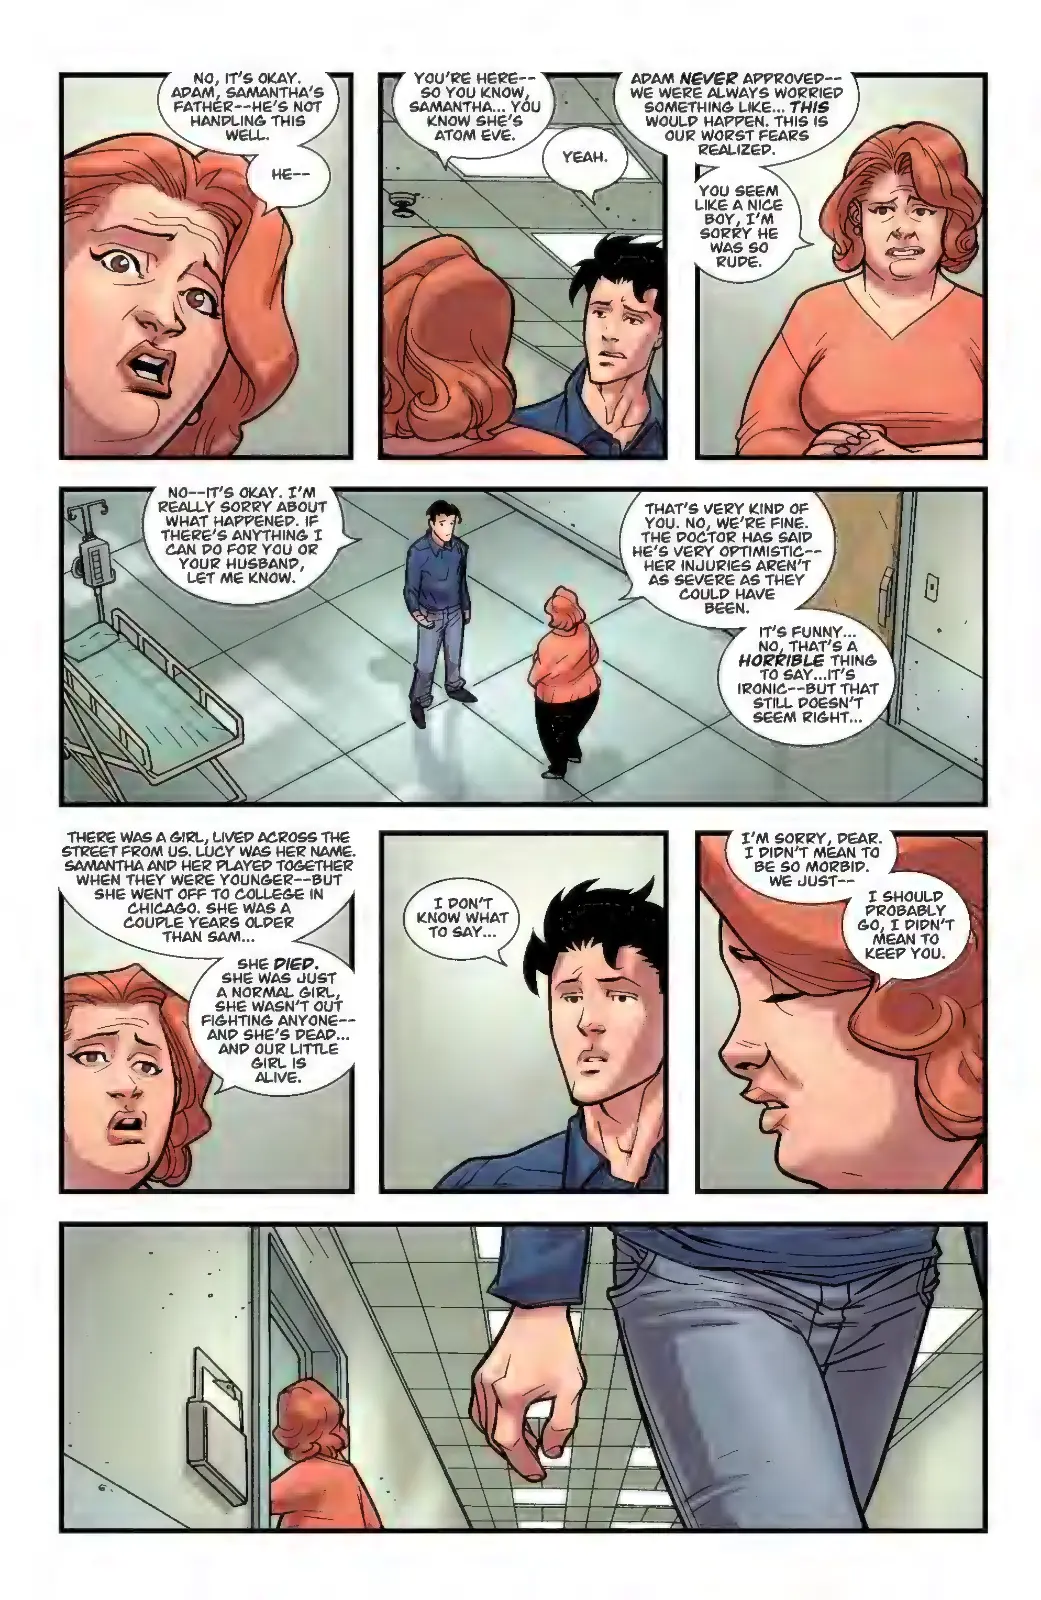 NO, IT'S OKAY.
ADAM, SAMANTHA'S
FATHER--HE'S NOT
HANDLING THIS
WELL.
HE--
YOU'RE HERE--
SO YOU KNOW,
SAMANTHA... YOU
KNOW SHE'S
ATOM EVE.
YEAH.
ADAM NEVER APPROVED--
WE WERE ALWAYS WORRIED
SOMETHING LIKE... THIS
WOULD HAPPEN. THIS IS
OUR WORST FEARS
REALIZED.
YOU SEEM
LIKE A NICE
BOY, I'M
SORRY HE
WAS SO
RUDE.
NO--IT'S OKAY. I'M
REALLY SORRY ABOUT
WHAT HAPPENED. IF
THERE'S ANYTHING I
CAN DO FOR YOU OR
YOUR HUSBAND,
LET ME KNOW.
THAT'S VERY KIND OF
YOU. NO, WE'RE FINE.
THE DOCTOR HAS SAID
HE'S VERY OPTIMISTIC--
HER INJURIES AREN'T
AS SEVERE AS THEY
COULD HAVE
BEEN.
IT'S FUNNY...
NO, THAT'S A
HORRIBLE THING
TO SAY...IT'S
IRONIC--BUT THAT
STILL DOESN'T
SEEM RIGHT...
THERE WAS A GIRL, LIVED ACROSS THE
STREET FROM US. LUCY WAS HER NAME.
SAMANTHA AND HER PLAYED TOGETHER
WHEN THEY WERE YOUNGER--BUT
SHE WENT OFF TO COLLEGE IN
CHICAGO. SHE WAS A
COUPLE YEARS OLDER
THAN SAM...
SHE DIED.
SHE WAS JUST
A NORMAL GIRL,
SHE WASN'T OUT
FIGHTING ANYONE--
AND SHE'S DEAD...
AND OUR LITTLE
GIRL IS
ALIVE.
I DON'T
KNOW WHAT
TO SAY...
I'M SORRY, DEAR.
I DIDN'T MEAN TO
BE SO MORBID.
WE JUST--
I SHOULD
PROBABLY
GO, I DIDN'T
MEAN TO
KEEP YOU.